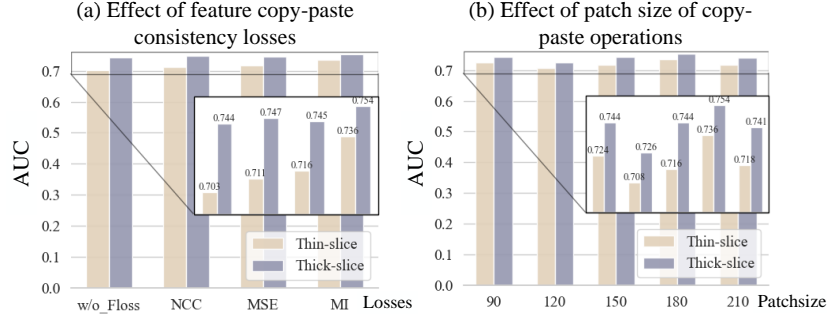 (a) Effect of feature copy-paste
consistency losses
AUC
0.7
0.6
0.5
0.4
0.3
0.2
0.1
0.0
0.703
0.744
0.711
0.747
0.716
0.745
0.736
0.754
Thin-slice
Thick-slice
w/o_Floss NCC MSE MI Losses
(b) Effect of patch size of copy-
paste operations
AUC
0.7
0.6
0.5
0.4
0.3
0.2
0.1
0.0
0.724
0.744
0.708
0.726
0.716
0.744
0.736
0.754
0.718
0.741
Thin-slice
Thick-slice
90 120 150 180 210 Patchsize